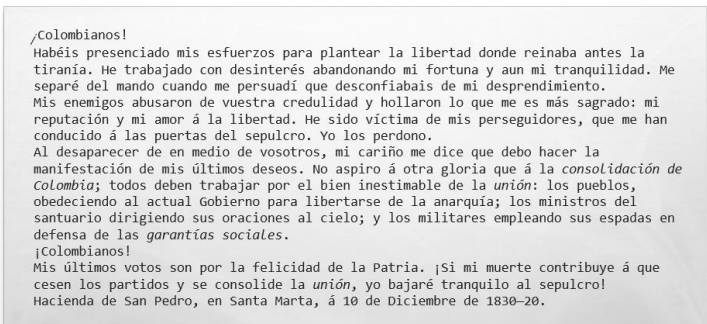 ¡Colombianos!
Habéis presenciado mis esfuerzos para plantear la libertad donde reinaba antes la
tiranía. He trabajado con desinterés abandonando mi fortuna y aun mi tranquilidad. Me
separé del mando cuando me persuadí que desconfiabais de mi desprendimiento.
Mis enemigos abusaron de vuestra credulidad y hollaron lo que me es más sagrado: mi
reputación y mi amor á la libertad. He sido víctima de mis perseguidores, que me han
conducido á las puertas del sepulcro. Yo los perdono.
Al desaparecer de en medio de vosotros, mi cariño me dice que debo hacer la
manifestación de mis últimos deseos. No aspiro á otra gloria que á la consolidación de
Colombia; todos deben trabajar por el bien inestimable de la unión: los pueblos,
obedeciendo al actual Gobierno para libertarse de la anarquía; los ministros del
santuario dirigiendo sus oraciones al cielo; y los militares empleando sus espadas en
defensa de las garantías sociales.
¡Colombianos!
Mis últimos votos son por la felicidad de la Patria. ¡Si mi muerte contribuye á que
cesen los partidos y se consolide la unión, yo bajaré tranquilo al sepulcro!
Hacienda de San Pedro, en Santa Marta, á 10 de Diciembre de 1830—20.